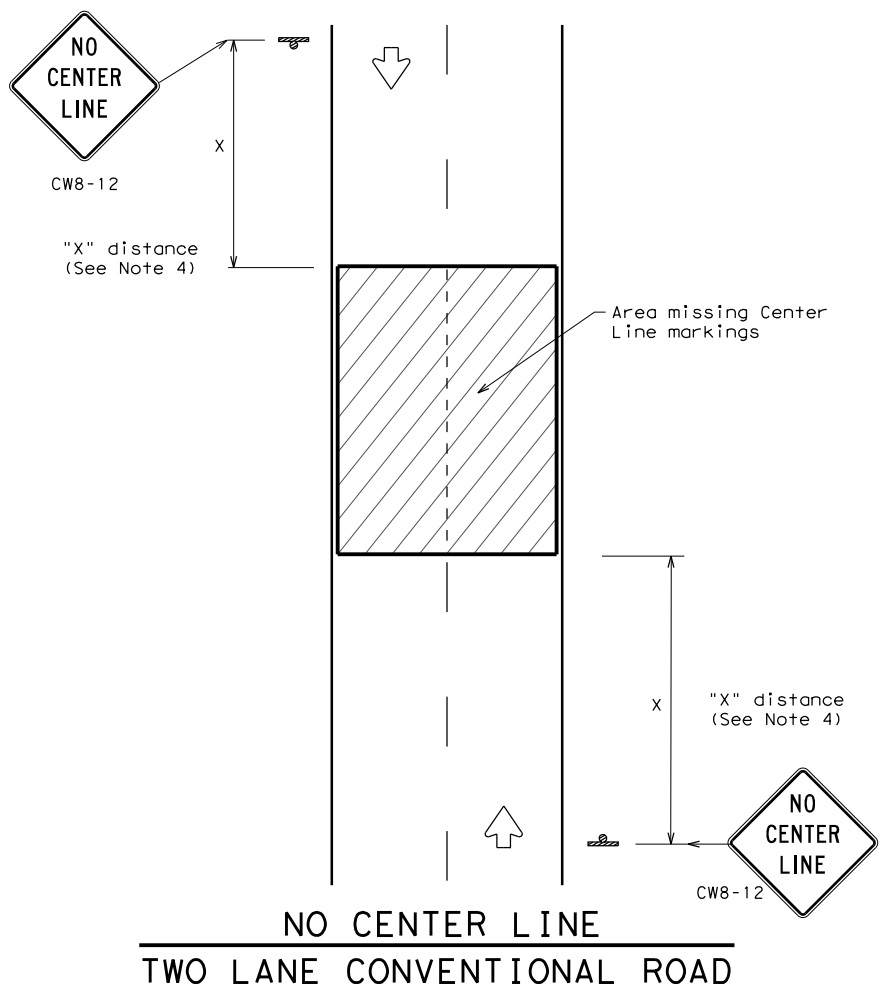 NO
CENTER
LINE
CW8-12
X
"X" distance
(See Note 4)
Area missing Center
Line markings
X
"X" distance
(See Note 4)
NO
CENTER
LINE
CW8-12
NO CENTER LINE
TWO LANE CONVENTIONAL ROAD